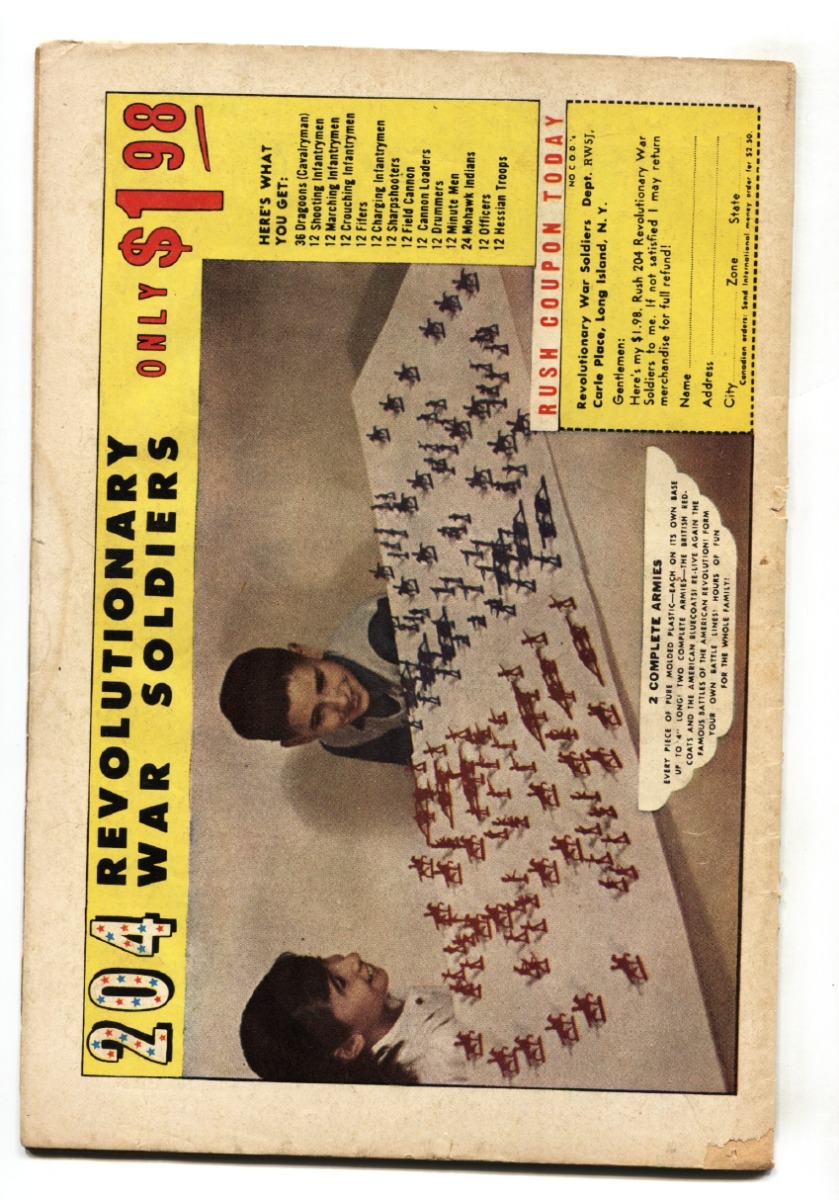 204 REVOLUTIONARY
WAR SOLDIERS
ONLY $1 98
HERE'S WHAT
YOU GET:
36 Dragoons (Cavalryman)
12 Shooting Infantrymen
12 Marching Infantrymen
12 Crouching Infantrymen
12 Fifers
12 Charging Infantrymen
12 Sharpshooters
12 Field Cannon
12 Cannon Loaders
12 Drummers
12 Minute Men
24 Mohawk Indians
12 Officers
12 Hessian Troops
RUSH COUPON TODAY
NO C O D's
Revolutionary War Soldiers Dept. RW5J,
Carle Place, Long Island, N. Y.
Gentlemen:
Here's my $1.98. Rush 204 Revolutionary War
Soldiers to me. If not satisfied I may return
merchandise for full refund!
Name
Address
City Zone State
Canadian orders: Send International money order for $2.50.
2 COMPLETE ARMIES
EVERY PIECE OF PURE MOLDED PLASTIC—EACH ON ITS OWN BASE
UP TO 4" LONG! TWO COMPLETE ARMIES—THE BRITISH RED-
COATS AND THE AMERICAN BLUECOATS! RE-LIVE AGAIN THE
FAMOUS BATTLES OF THE AMERICAN REVOLUTION! FORM
YOUR OWN BATTLE LINES! HOURS OF FUN
FOR THE WHOLE FAMILY!